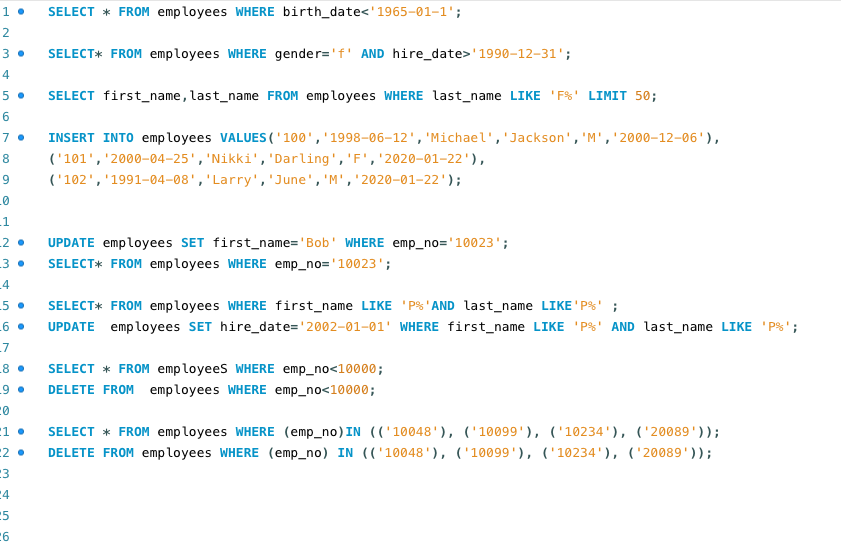 1 SELECT * FROM employees WHERE birth_date<'1965-01-1';
2
3 SELECT* FROM employees WHERE gender='f' AND hire_date>'1990-12-31';
4
5 SELECT first_name,last_name FROM employees WHERE last_name LIKE 'F%' LIMIT 50;
6
7 INSERT INTO employees VALUES('100','1998-06-12','Michael','Jackson','M','2000-12-06'),
8 ('101','2000-04-25','Nikki','Darling','F','2020-01-22'),
9 ('102','1991-04-08','Larry','June','M','2020-01-22');
10
11
12 UPDATE employees SET first_name='Bob' WHERE emp_no='10023';
13 SELECT* FROM employees WHERE emp_no='10023';
14
15 SELECT* FROM employees WHERE first_name LIKE 'P%'AND last_name LIKE'P%' ;
16 UPDATE  employees SET hire_date='2002-01-01' WHERE first_name LIKE 'P%' AND last_name LIKE 'P%';
17
18 SELECT * FROM employeeS WHERE emp_no<10000;
19 DELETE FROM  employees WHERE emp_no<10000;
20
21 SELECT * FROM employees WHERE (emp_no)IN (('10048'), ('10099'), ('10234'), ('20089'));
22 DELETE FROM employees WHERE (emp_no) IN (('10048'), ('10099'), ('10234'), ('20089'));
23
24
25
26